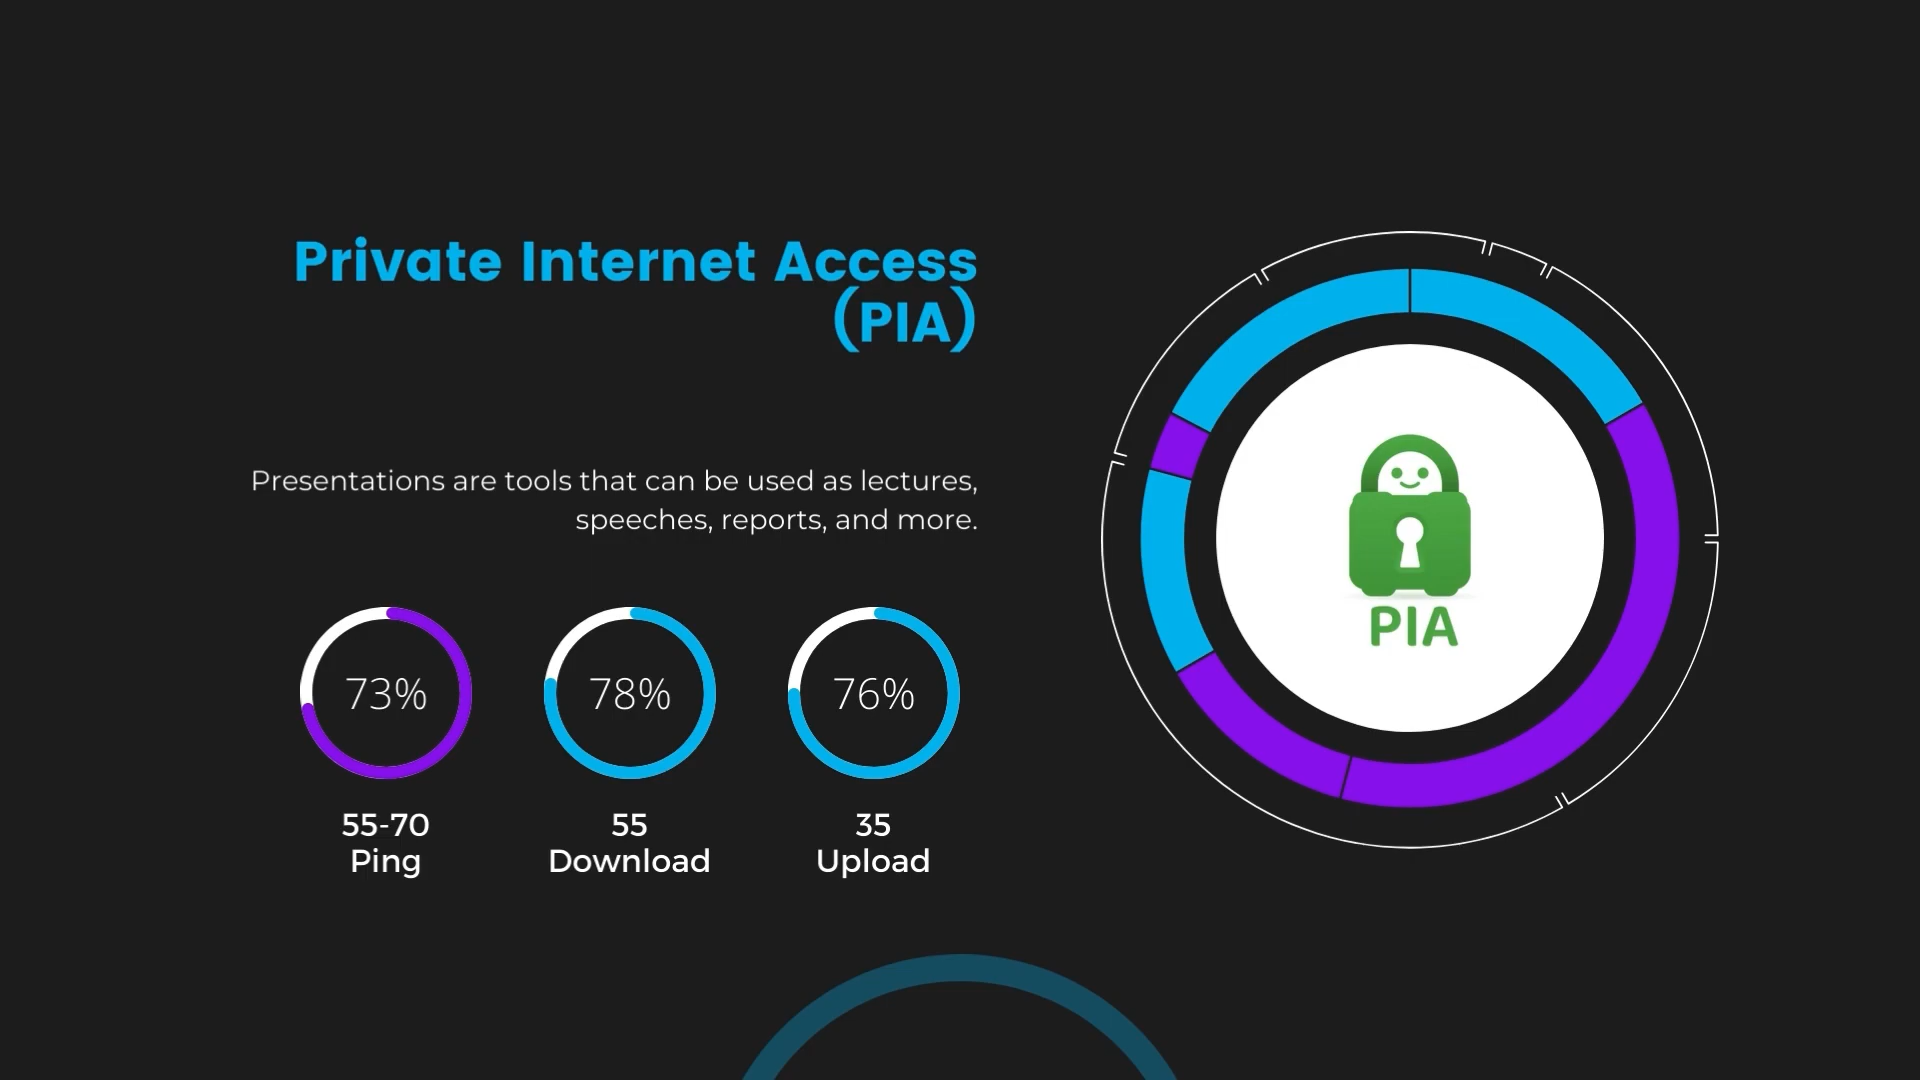 Private Internet Access
(PIA)
Presentations are tools that can be used as lectures,
speeches, reports, and more.
73%
78%
76%
55-70
Ping
55
Download
35
Upload
PIA